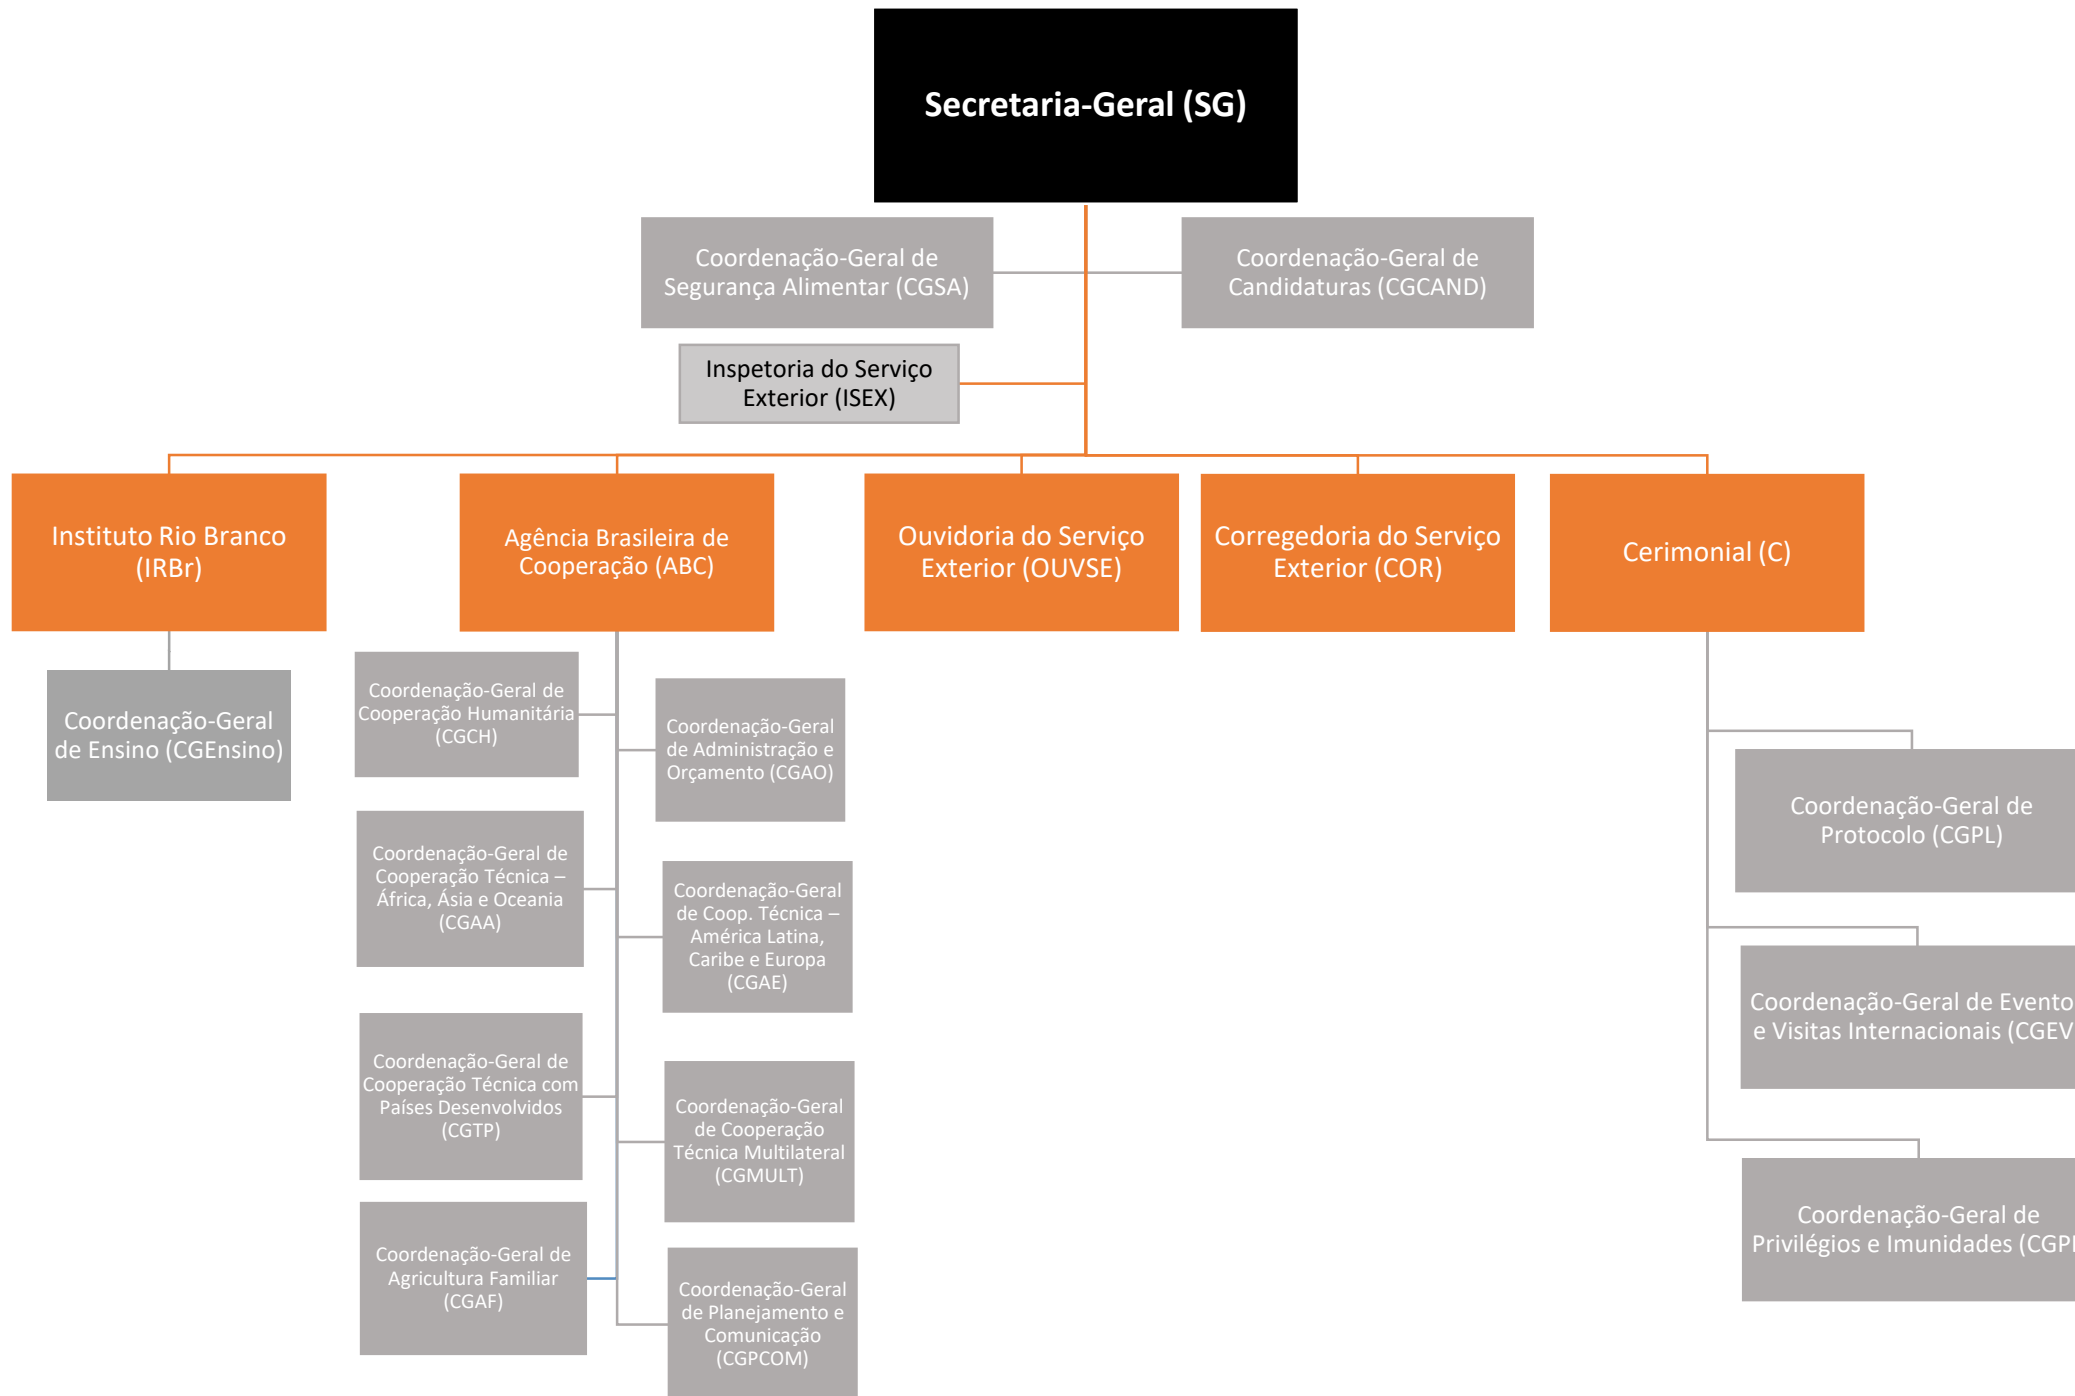 Secretaria-Geral (SG)
Coordenação-Geral de
Segurança Alimentar (CGSA)
Coordenação-Geral de
Candidaturas (CGCAND)
Inspetoria do Serviço
Exterior (ISEX)
Instituto Rio Branco
(IRBr)
Agência Brasileira de
Cooperação (ABC)
Ouvidoria do Serviço
Exterior (OUVSE)
Corregedoria do Serviço
Exterior (COR)
Cerimonial (C)
Coordenação-Geral
de Ensino (CGEnsino)
Coordenação-Geral de
Cooperação Humanitária
(CGCH)
Coordenação-Geral
de Administração e
Orçamento (CGAO)
Coordenação-Geral de
Cooperação Técnica –
África, Ásia e Oceania
(CGAA)
Coordenação-Geral
de Coop. Técnica –
América Latina,
Caribe e Europa
(CGAE)
Coordenação-Geral de
Cooperação Técnica com
Países Desenvolvidos
(CGTP)
Coordenação-Geral
de Cooperação
Técnica Multilateral
(CGMULT)
Coordenação-Geral de
Agricultura Familiar
(CGAF)
Coordenação-Geral
de Planejamento e
Comunicação
(CGPCOM)
Coordenação-Geral de
Protocolo (CGPL)
Coordenação-Geral de Evento
e Visitas Internacionais (CGEV
Coordenação-Geral de
Privilégios e Imunidades (CGP